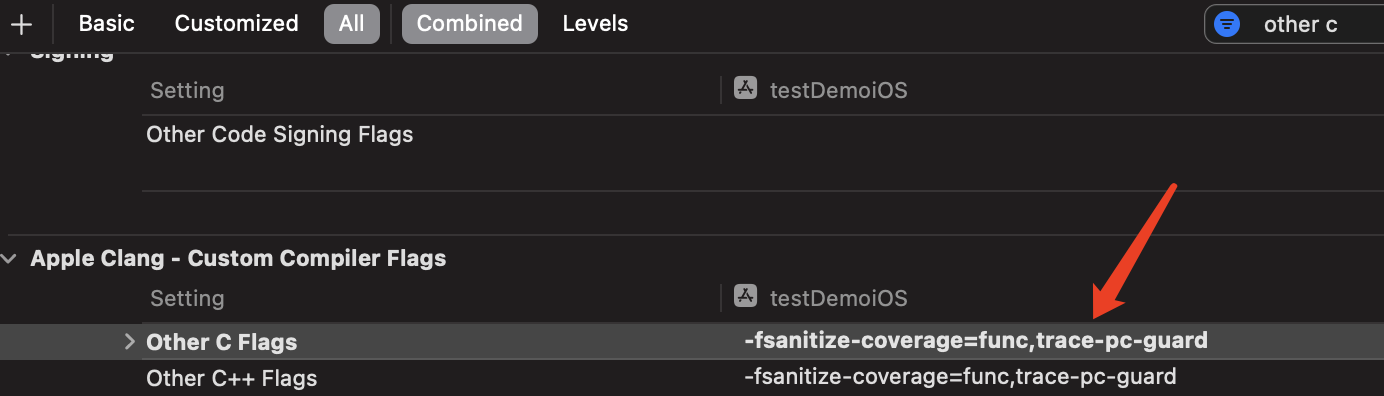 Basic Customized All Combined Levels other c
Signing
Setting testDemoiOS
Other Code Signing Flags
Apple Clang - Custom Compiler Flags
Setting testDemoiOS
Other C Flags -fsanitize-coverage=func,trace-pc-guard
Other C++ Flags -fsanitize-coverage=func,trace-pc-guard